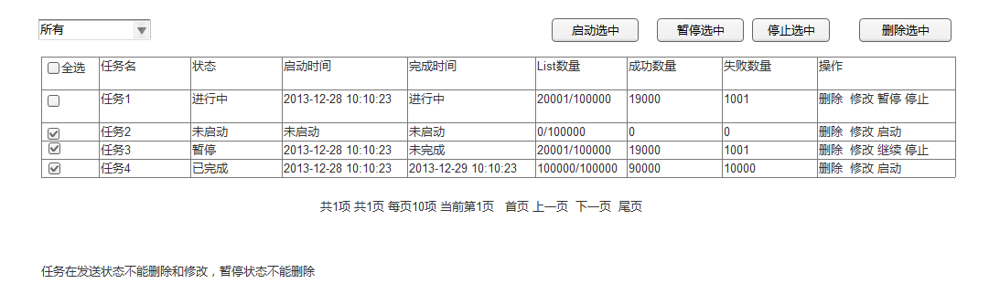 所有 启动选中 暂停选中 停止选中 删除选中
全选 任务名 状态 启动时间 完成时间 List数量 成功数量 失败数量 操作
任务1 进行中 2013-12-28 10:10:23 进行中 20001/100000 19000 1001 删除 修改 暂停 停止
任务2 未启动 未启动 未启动 0/100000 0 0 删除 修改 启动
任务3 暂停 2013-12-28 10:10:23 未完成 20001/100000 19000 1001 删除 修改 继续 停止
任务4 已完成 2013-12-28 10:10:23 2013-12-29 10:10:23 100000/100000 90000 10000 删除 修改 启动
共1项 共1页 每页10项 当前第1页 首页 上一页 下一页 尾页
任务在发送状态不能删除和修改，暂停状态不能删除